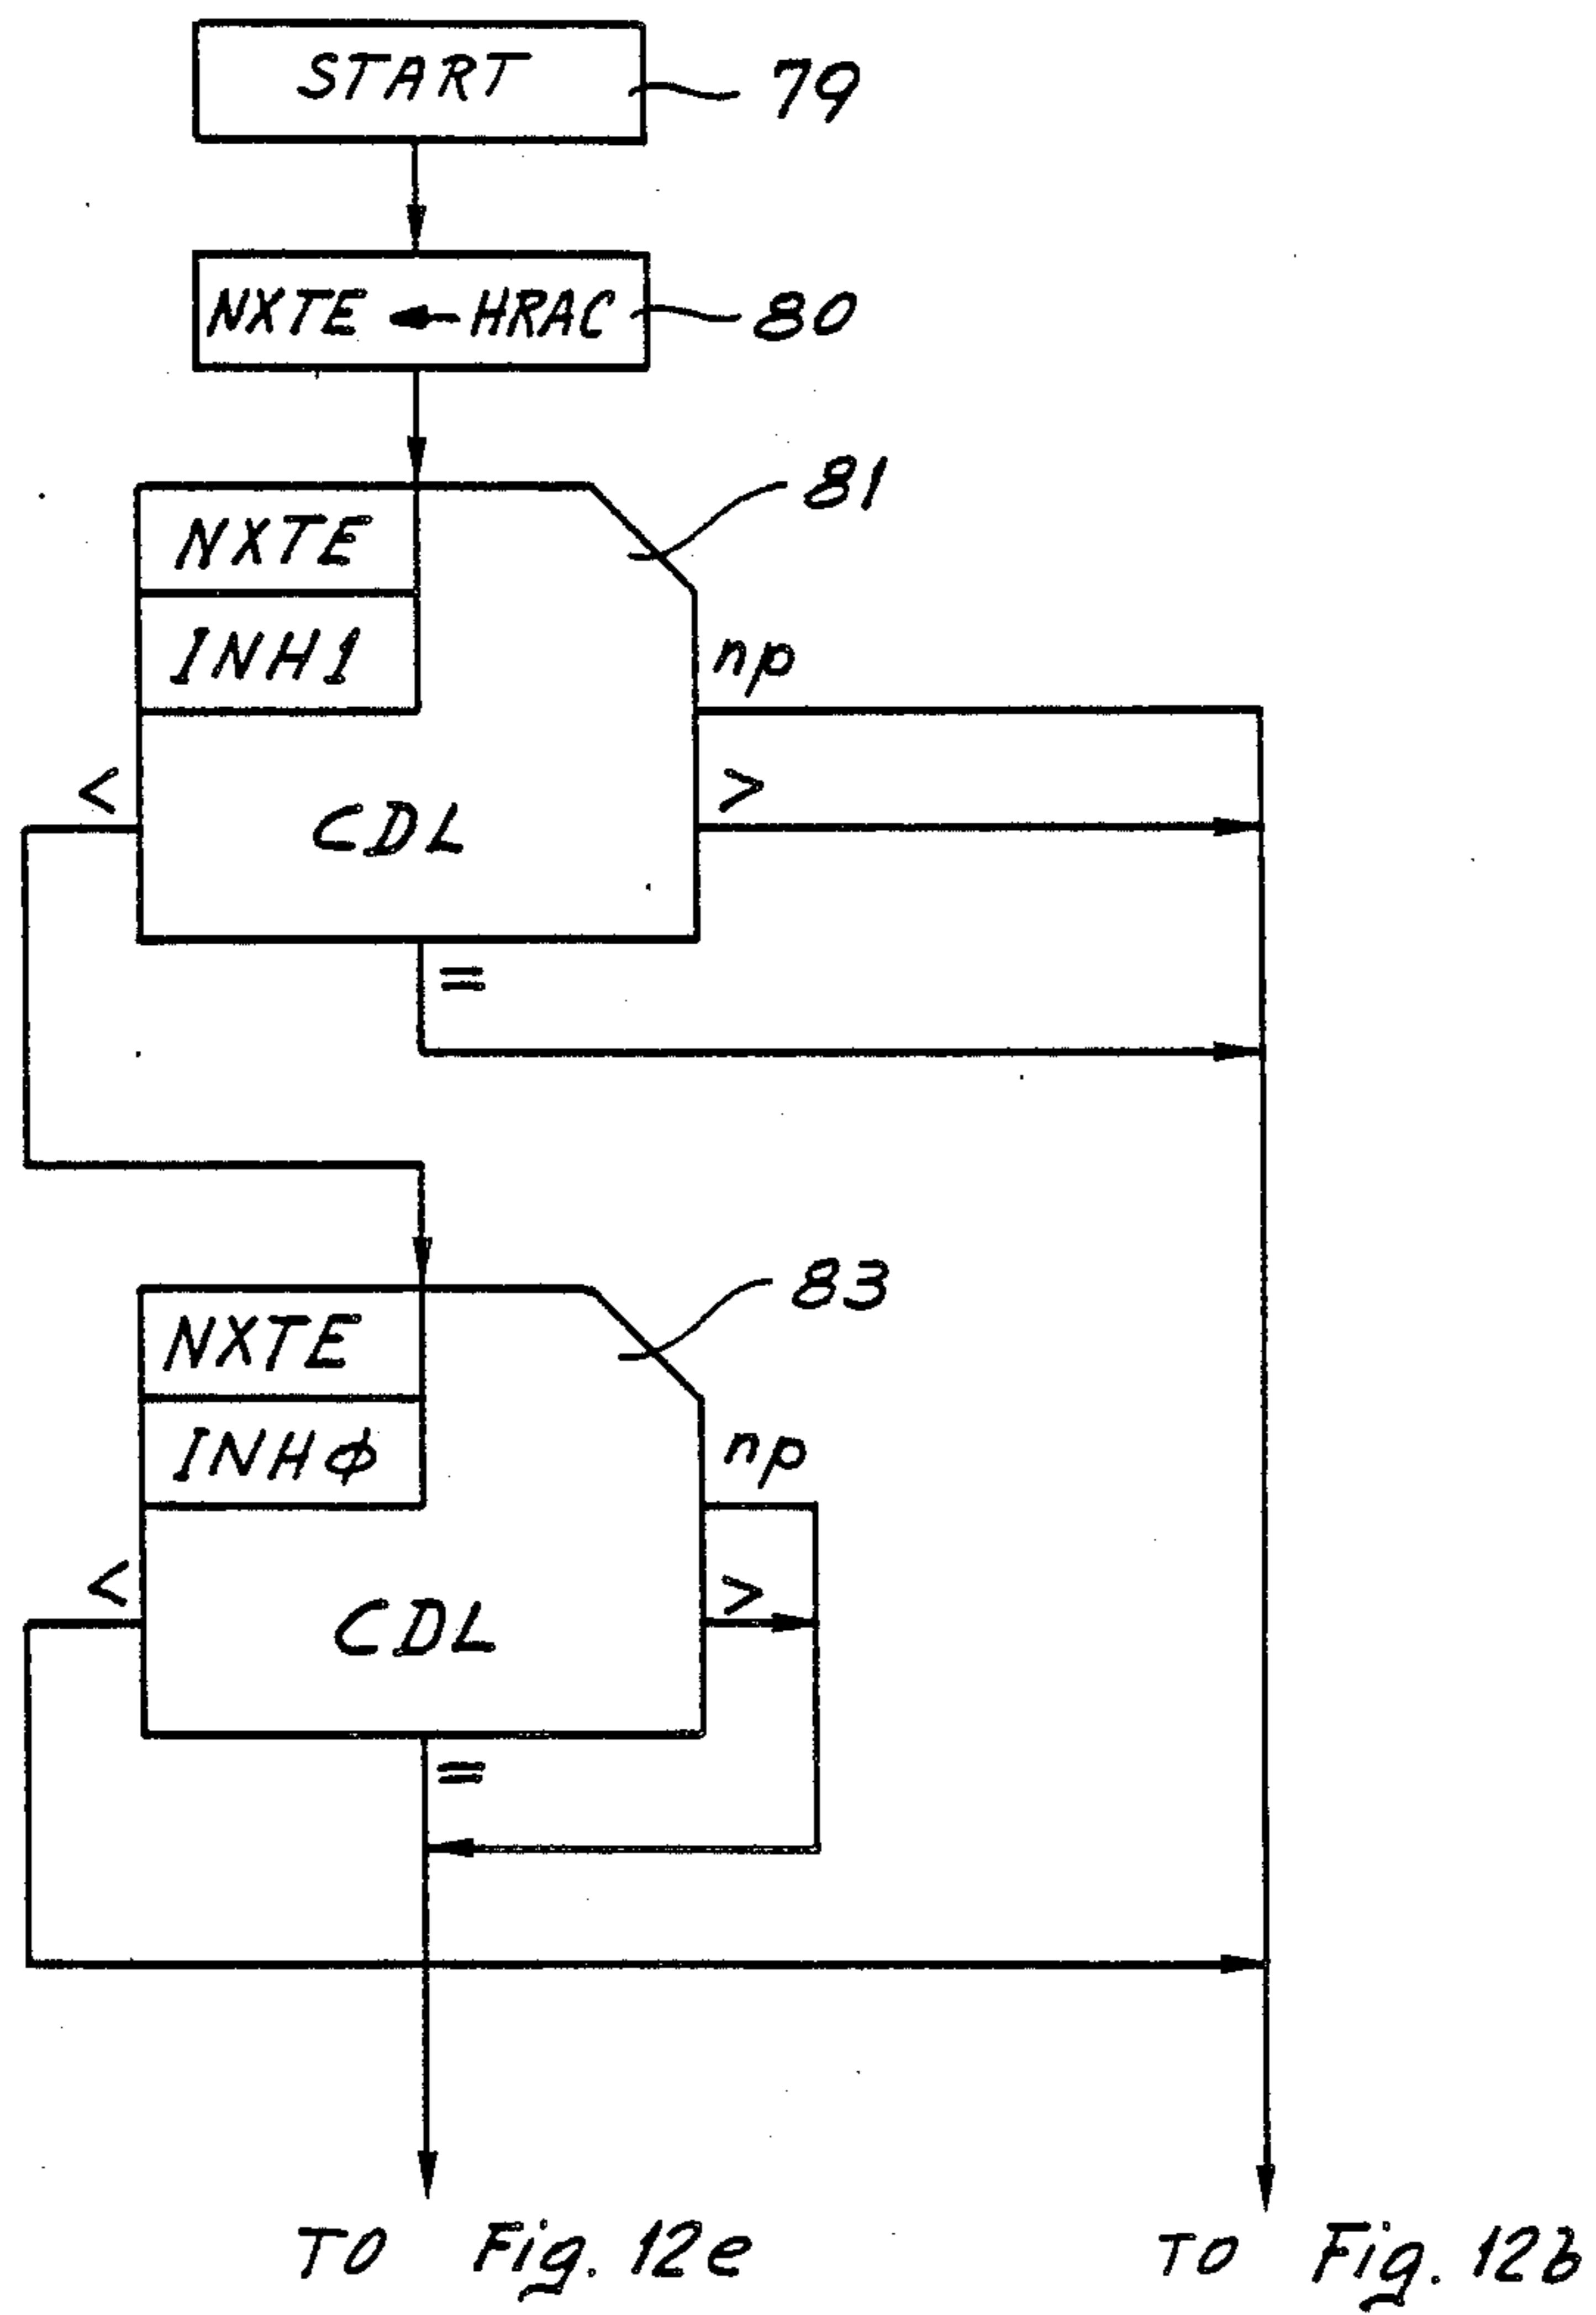 START
79
NXTE ← HRAC
80
81
NXTE
INH1
np
<
>
CDL
=
83
NXTE
INHφ
np
<
>
CDL
=
TO Fig. 12e
TO Fig. 12b